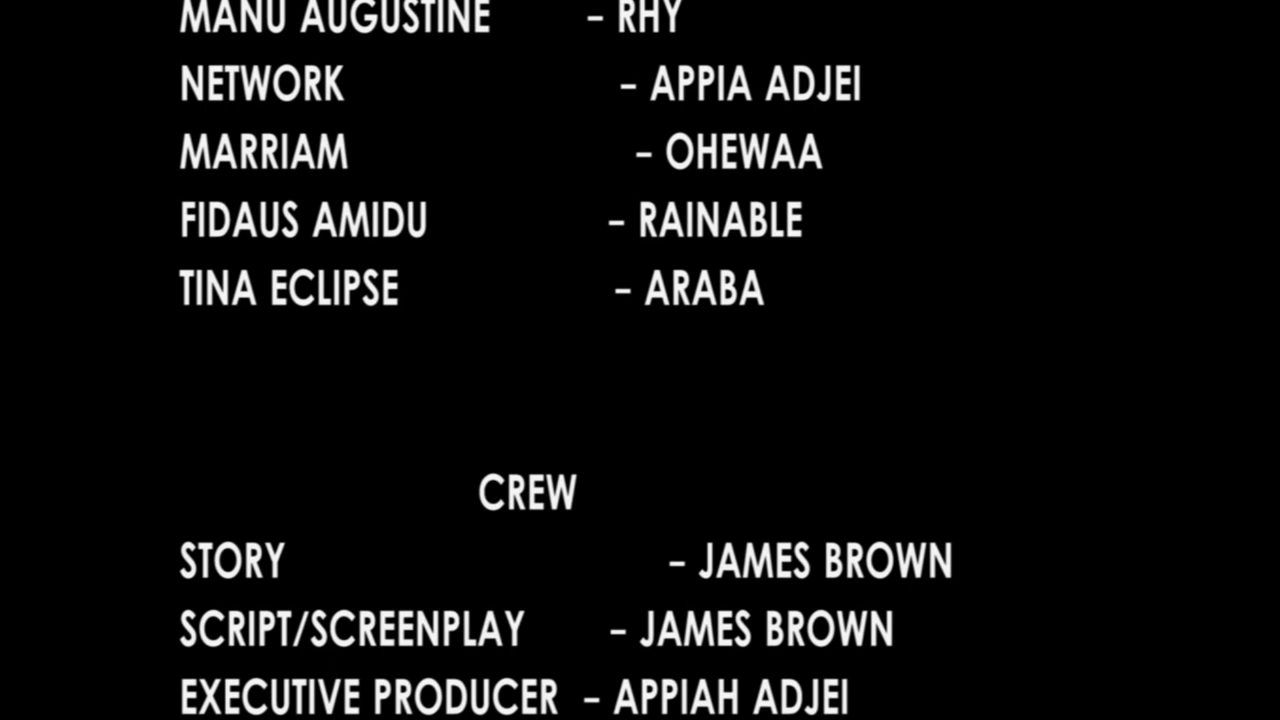 MANU AUGUSTINE – RHY
NETWORK – APPIA ADJEI
MARRIAM – OHEWAA
FIDAUS AMIDU – RAINABLE
TINA ECLIPSE – ARABA
CREW
STORY – JAMES BROWN
SCRIPT/SCREENPLAY – JAMES BROWN
EXECUTIVE PRODUCER – APPIAH ADJEI